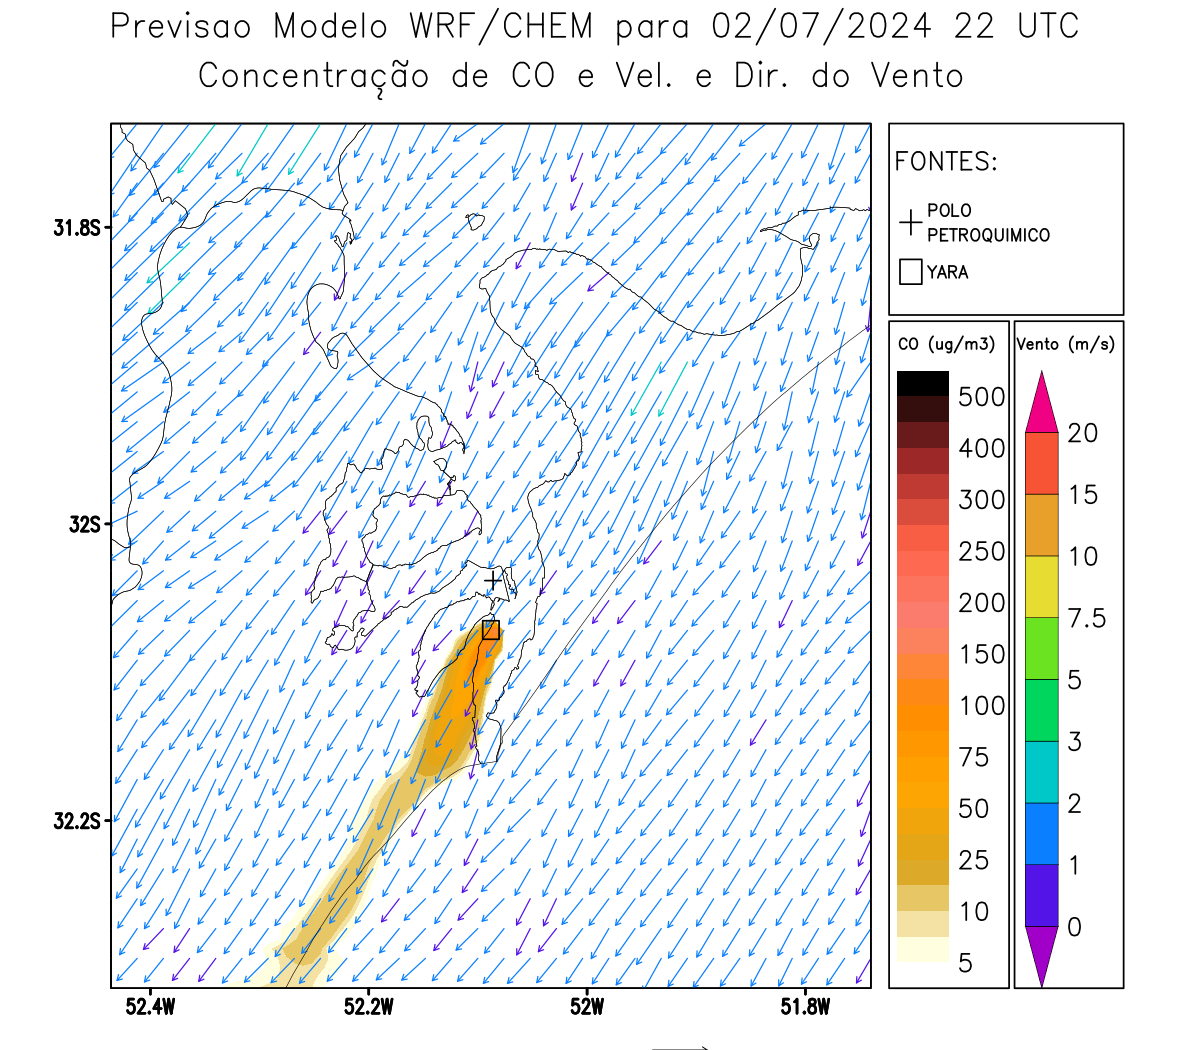 Previsao Modelo WRF/CHEM para 02/07/2024 22 UTC
Concentração de CO e Vel. e Dir. do Vento
FONTES:
POLO
PETROQUIMICO
YARA
CO (ug/m3)
500
400
300
250
200
150
100
75
50
25
10
5
Vento (m/s)
20
15
10
7.5
5
3
2
1
0
31.8S
32S
32.2S
52.4W
52.2W
52W
51.8W